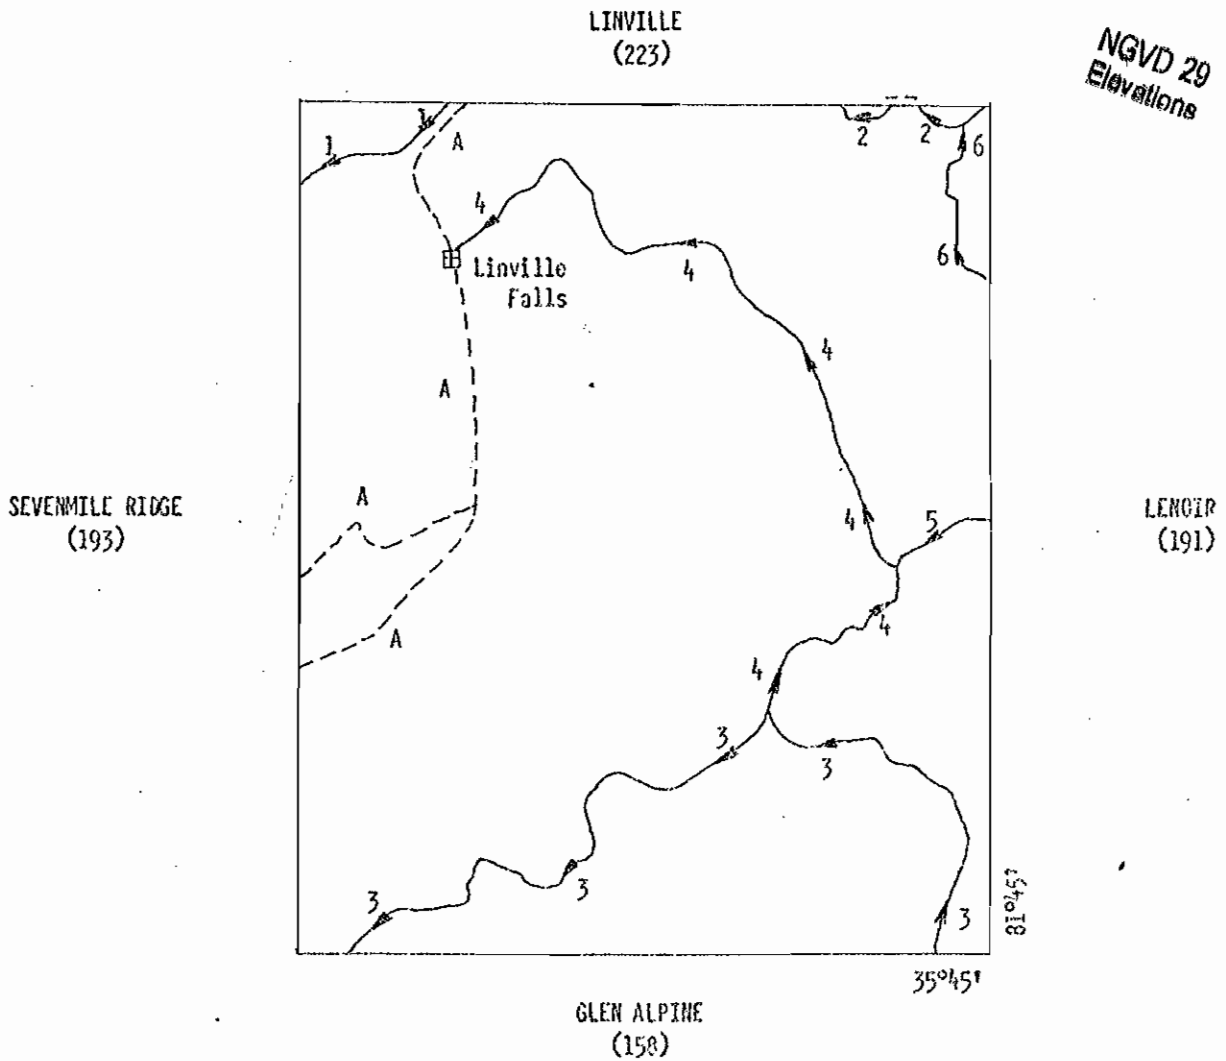 LINVILLE
(223)
NGVD 29
Elevations
1
1
A
2
2
6
4
Linville
Falls
4
6
4
A
SEVENMILE RIDGE
(193)
A
4
5
LENOIR
(191)
A
4
4
3
3
3
3
3
81°45'
35°45'
GLEN ALPINE
(158)